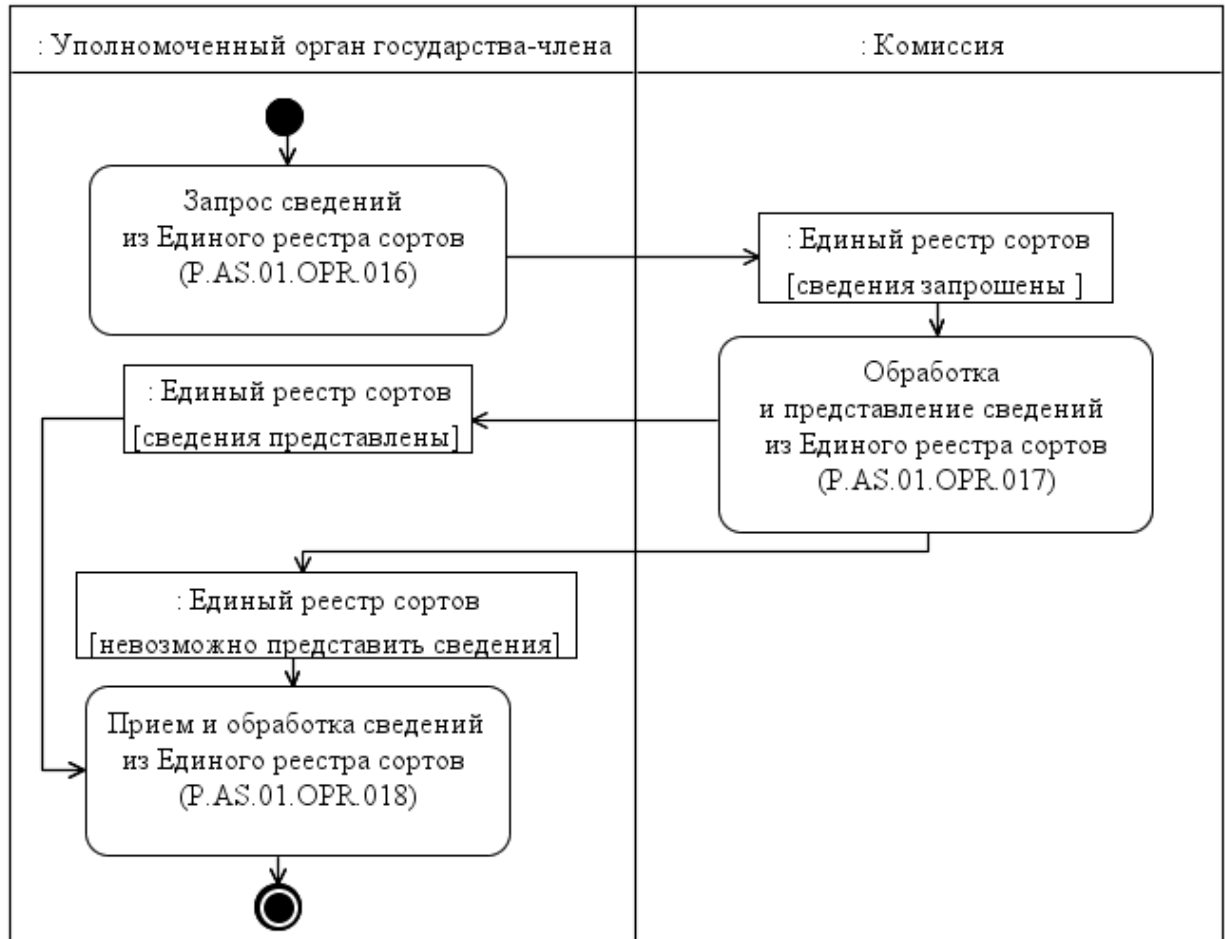 : Уполномоченный орган государства-члена
: Комиссия
Запрос сведений
из Единого реестра сортов
(P.AS.01.OPR.016)
: Единый реестр сортов
[сведения запрошены ]
Обработка
и представление сведений
из Единого реестра сортов
(P.AS.01.OPR.017)
: Единый реестр сортов
[сведения представлены]
: Единый реестр сортов
[невозможно представить сведения]
Прием и обработка сведений
из Единого реестра сортов
(P.AS.01.OPR.018)